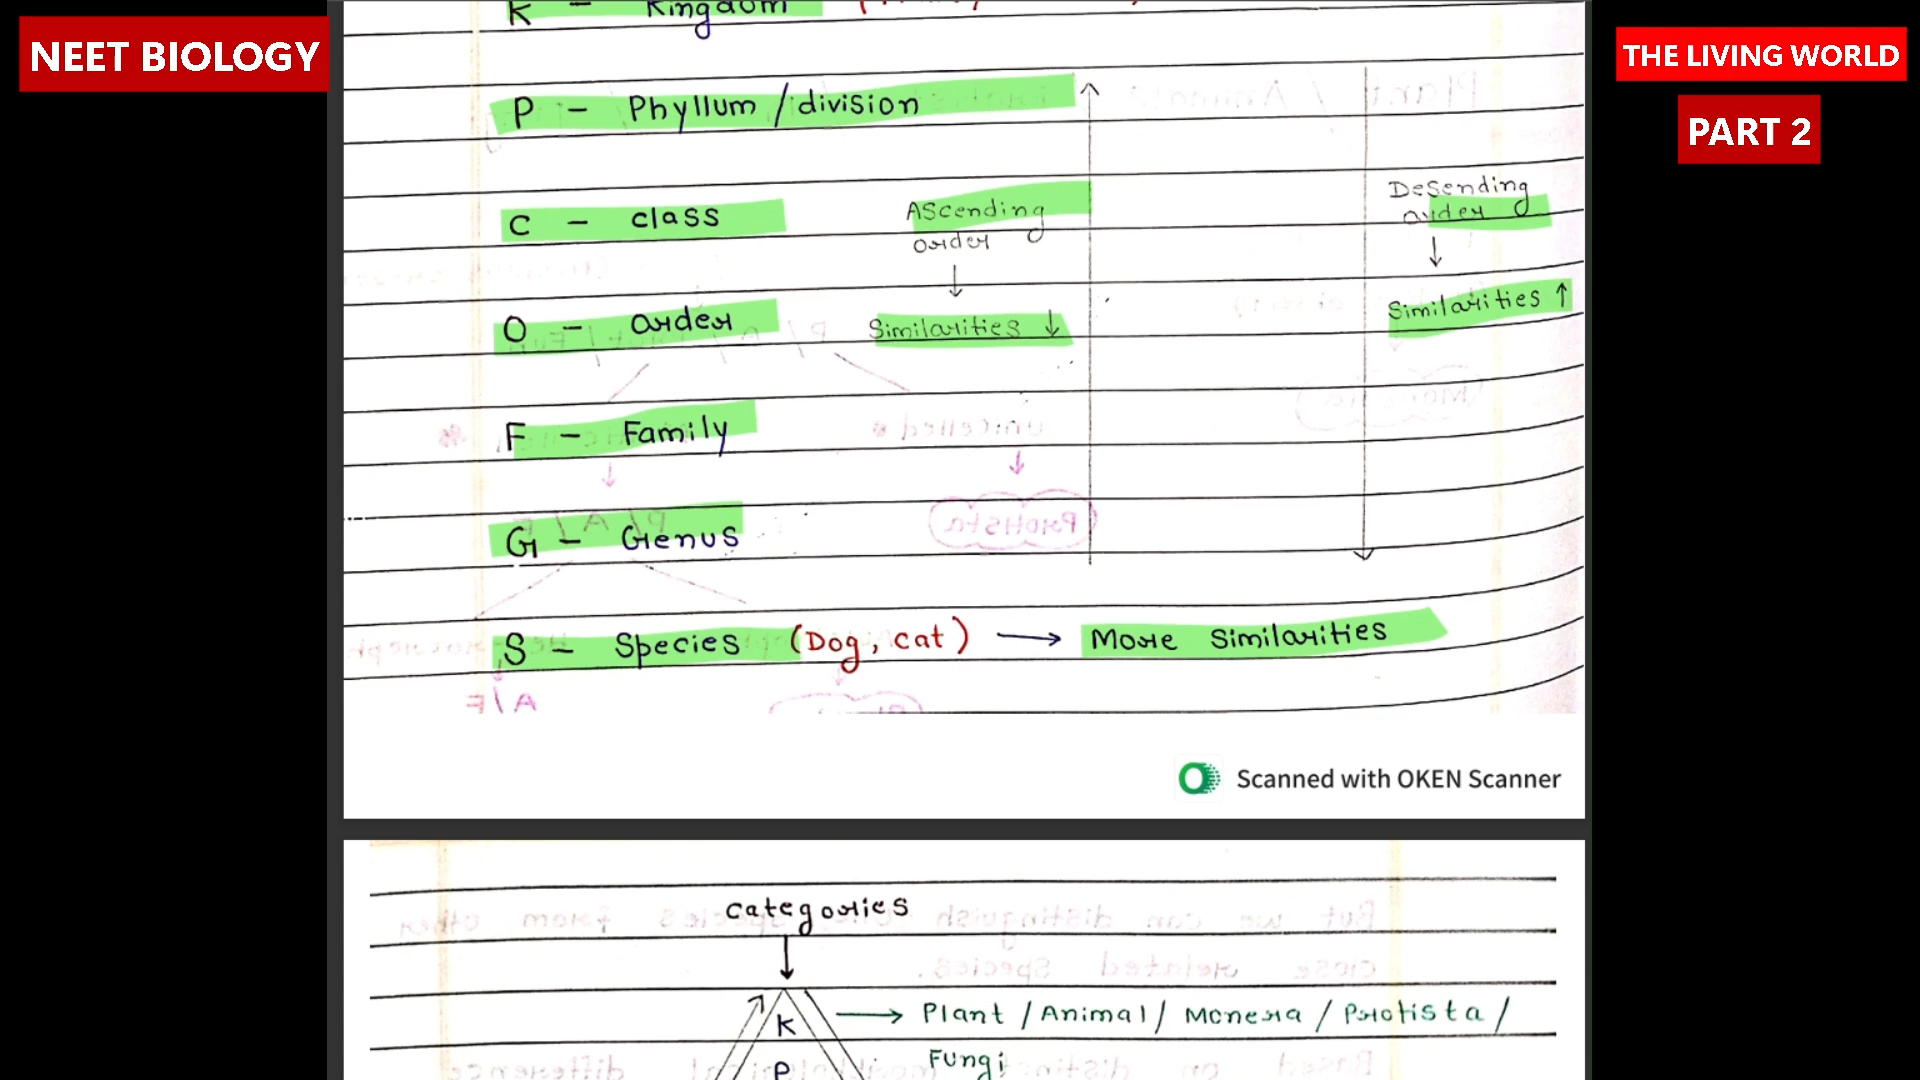 NEET BIOLOGY
THE LIVING WORLD
PART 2
K - Kingdom
P - Phyllum / division
C - class
Ascending
order
↓
Similarities ↓
Desending
order
↓
Similarities ↑
O - order
F - Family
G - Genus
S - Species (Dog, cat) → More Similarities
Scanned with OKEN Scanner
categories
↓
K → Plant / Animal / Monera / Protista /
Fungi
P